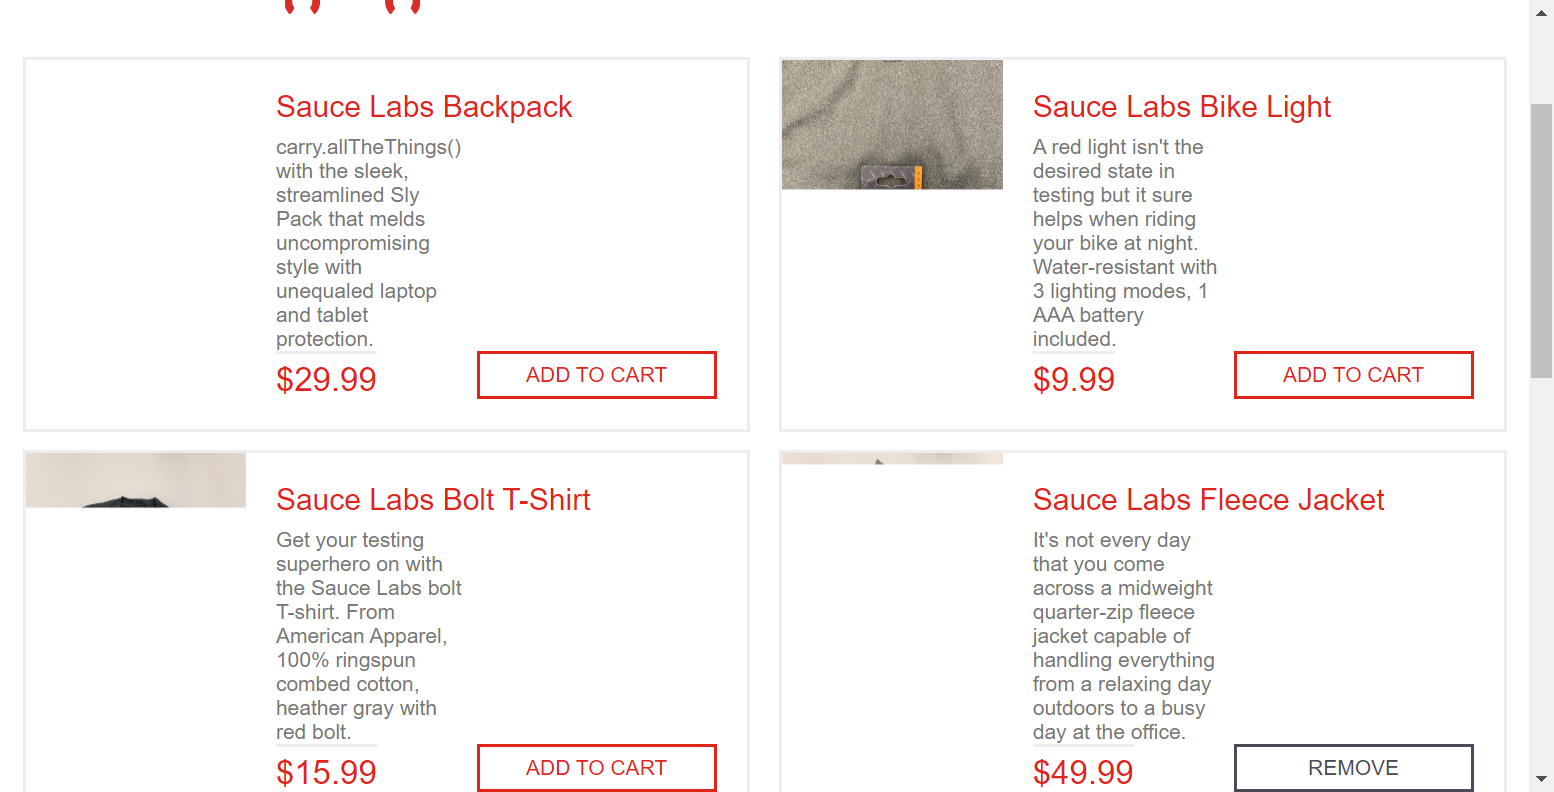 Sauce Labs Backpack
carry.allTheThings()
with the sleek,
streamlined Sly
Pack that melds
uncompromising
style with
unequaled laptop
and tablet
protection.
$29.99
ADD TO CART
Sauce Labs Bike Light
A red light isn't the
desired state in
testing but it sure
helps when riding
your bike at night.
Water-resistant with
3 lighting modes, 1
AAA battery
included.
$9.99
ADD TO CART
Sauce Labs Bolt T-Shirt
Get your testing
superhero on with
the Sauce Labs bolt
T-shirt. From
American Apparel,
100% ringspun
combed cotton,
heather gray with
red bolt.
$15.99
ADD TO CART
Sauce Labs Fleece Jacket
It's not every day
that you come
across a midweight
quarter-zip fleece
jacket capable of
handling everything
from a relaxing day
outdoors to a busy
day at the office.
$49.99
REMOVE